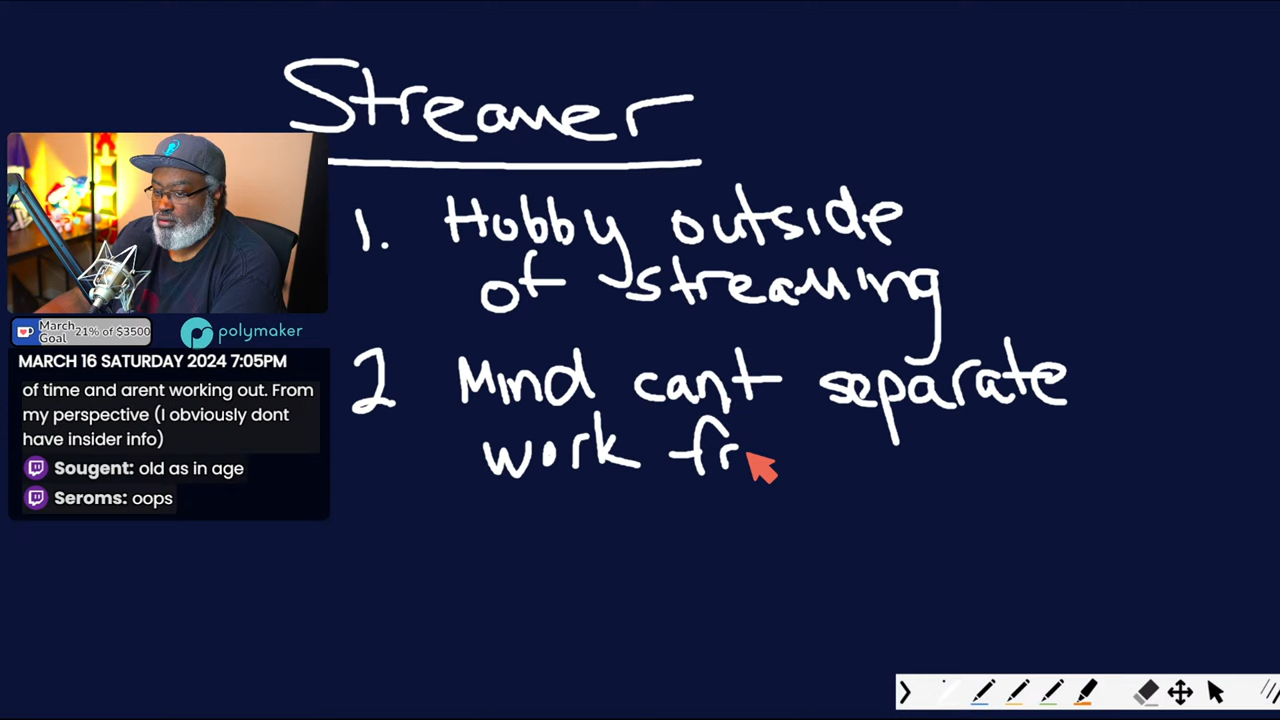 Streamer
1. Hobby outside
of streaming
2 Mind cant separate
work fr
March
Goal
21% of $3500
polymaker
MARCH 16 SATURDAY 2024 7:05PM
of time and arent working out. From
my perspective (I obviously dont
have insider info)
Sougent: old as in age
Seroms: oops